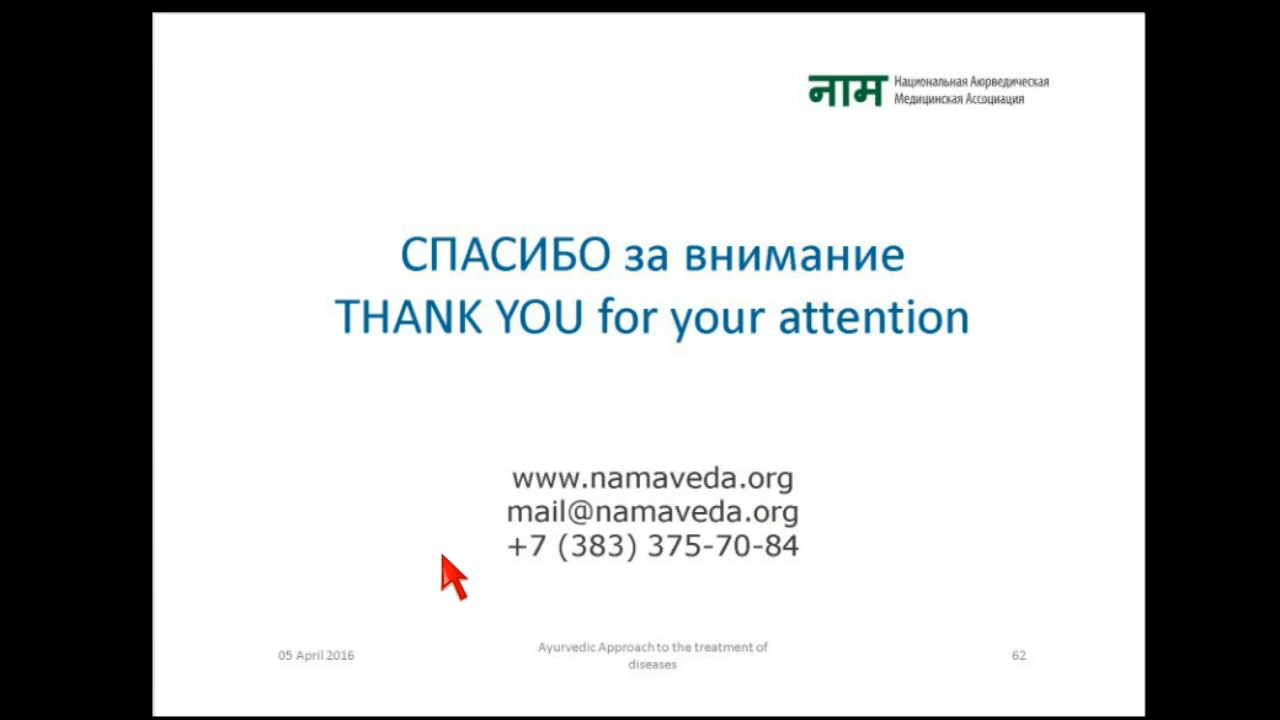 नाम
Национальная Аюрведическая
Медицинская Ассоциация
СПАСИБО за внимание
THANK YOU for your attention
www.namaveda.org
mail@namaveda.org
+7 (383) 375-70-84
05 April 2016
Ayurvedic Approach to the treatment of
diseases
62